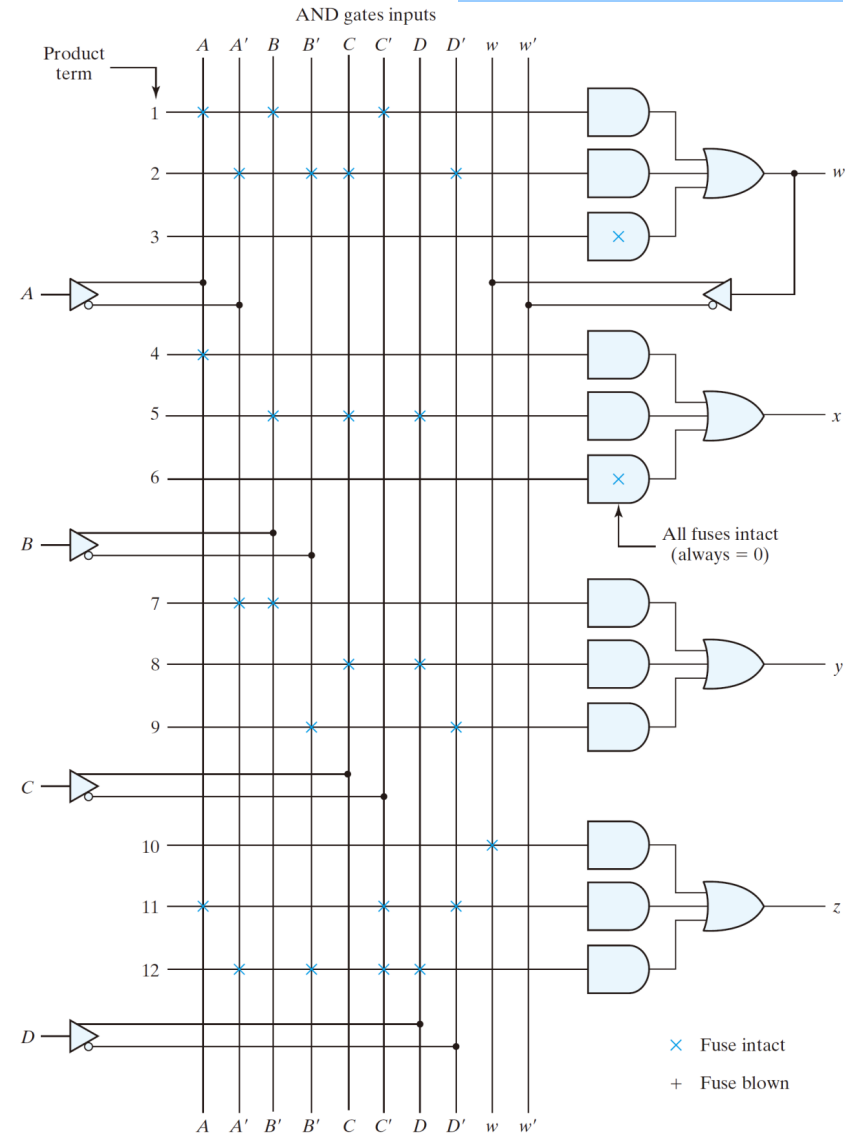 AND gates inputs
A A' B B' C C' D D' w w'
Product
term
1
2
w
3
A
4
5
x
6
All fuses intact
(always = 0)
B
7
8
y
9
C
10
11
z
12
D
× Fuse intact
+ Fuse blown
A A' B' B' C C' D D' w w'